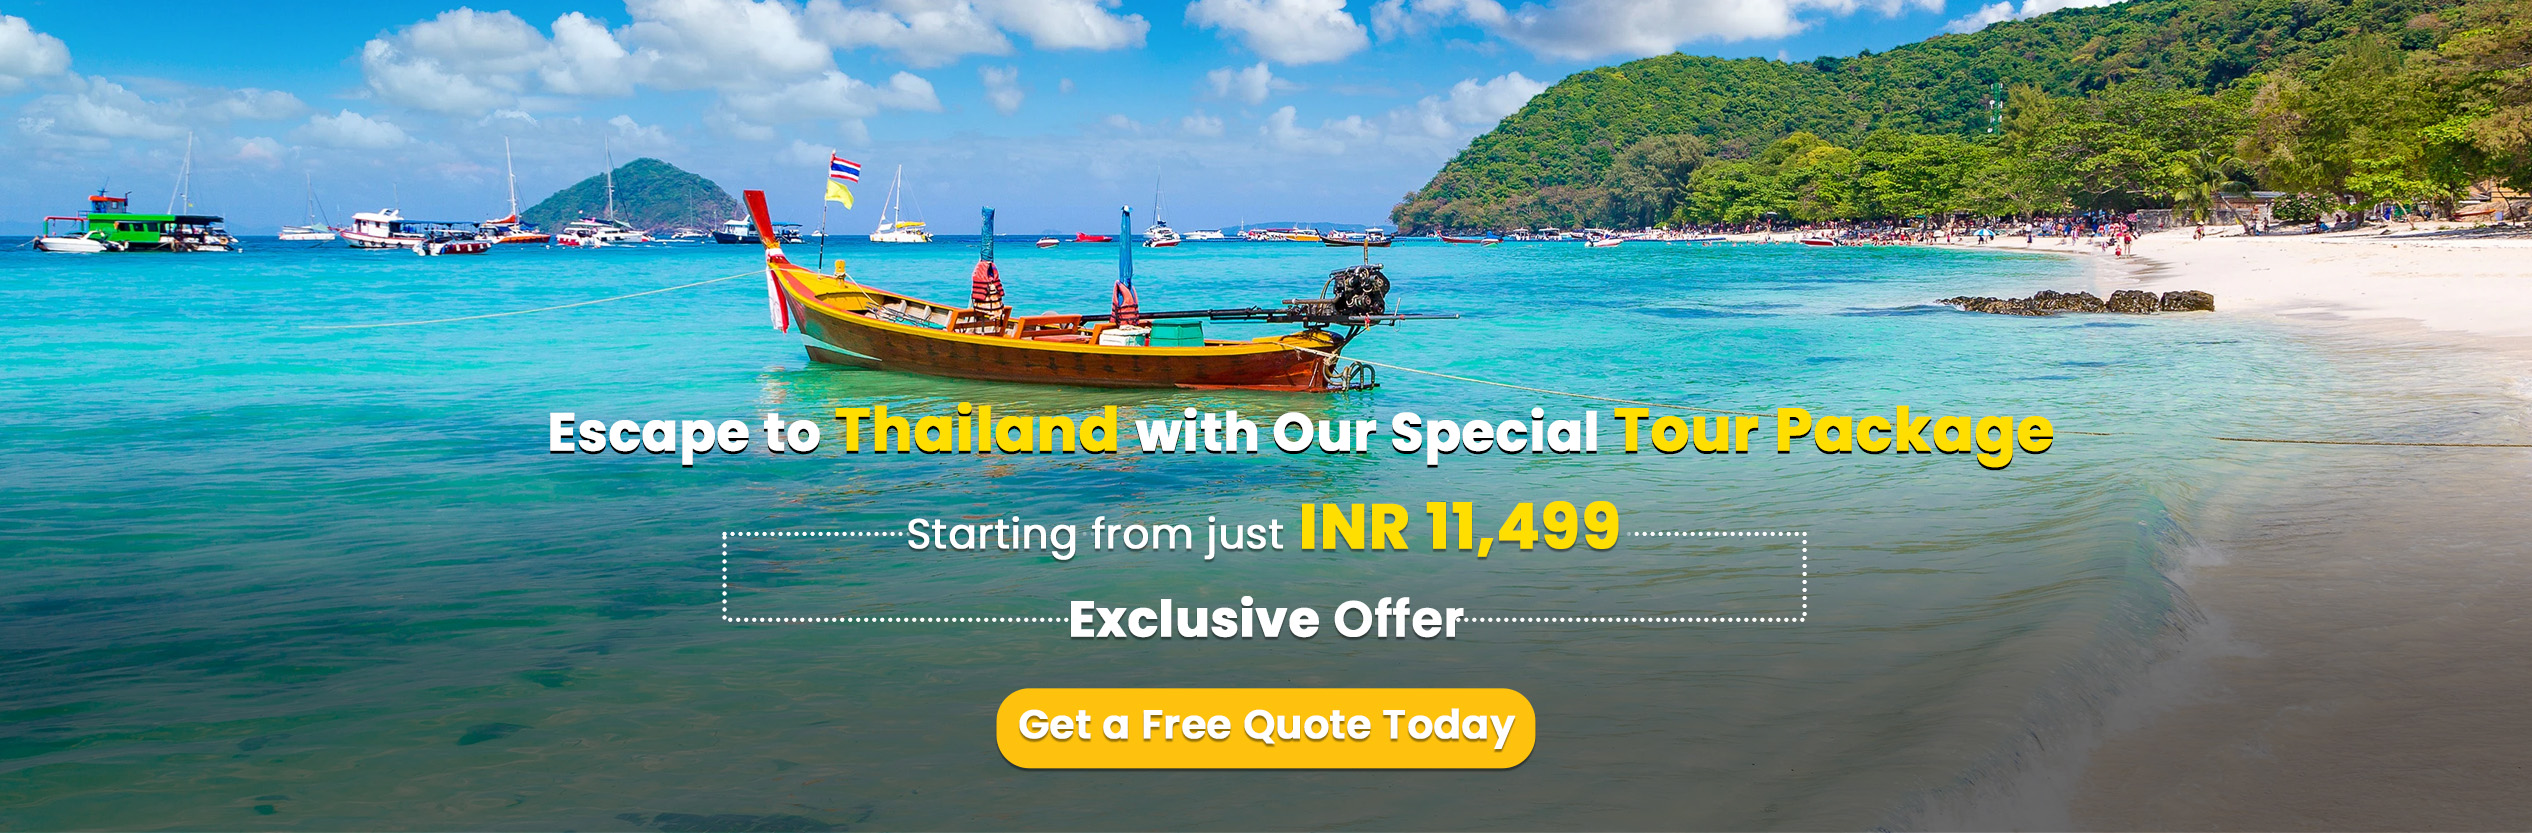 Escape to Thailand with Our Special Tour Package
Starting from just INR 11,499
Exclusive Offer
Get a Free Quote Today